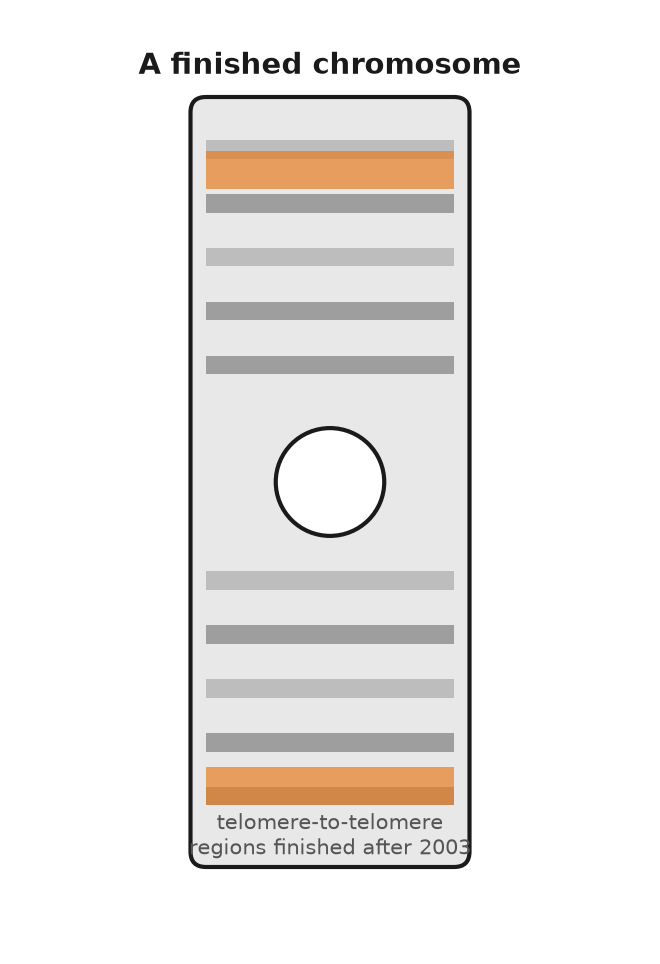 A finished chromosome
telomere-to-telomere
regions finished after 2003